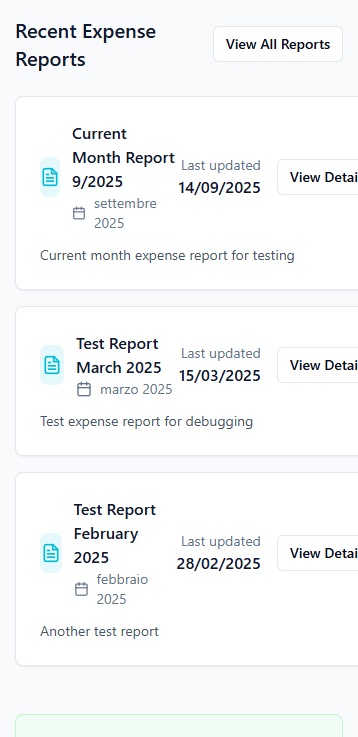 Recent Expense
Reports
View All Reports
Current
Month Report
9/2025
settembre
2025
Last updated
14/09/2025
View Detai
Current month expense report for testing
Test Report
March 2025
marzo 2025
Last updated
15/03/2025
View Detai
Test expense report for debugging
Test Report
February
2025
febbraio
2025
Last updated
28/02/2025
View Detai
Another test report